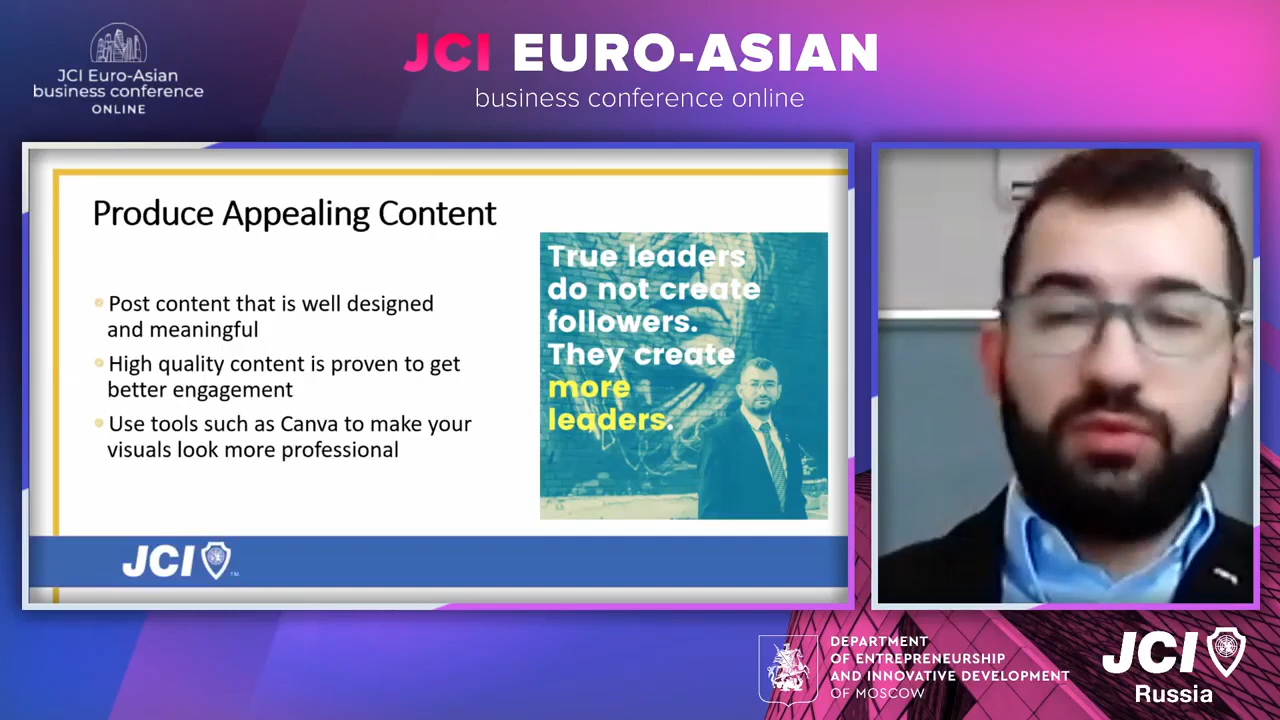 JCI Euro-Asian
business conference
ONLINE
JCI EURO-ASIAN
business conference online
Produce Appealing Content
Post content that is well designed
and meaningful
High quality content is proven to get
better engagement
Use tools such as Canva to make your
visuals look more professional
True leaders
do not create
followers.
They create
more
leaders.
JCI
TM
DEPARTMENT
OF ENTREPRENEURSHIP
AND INNOVATIVE DEVELOPMENT
OF MOSCOW
JCI
Russia